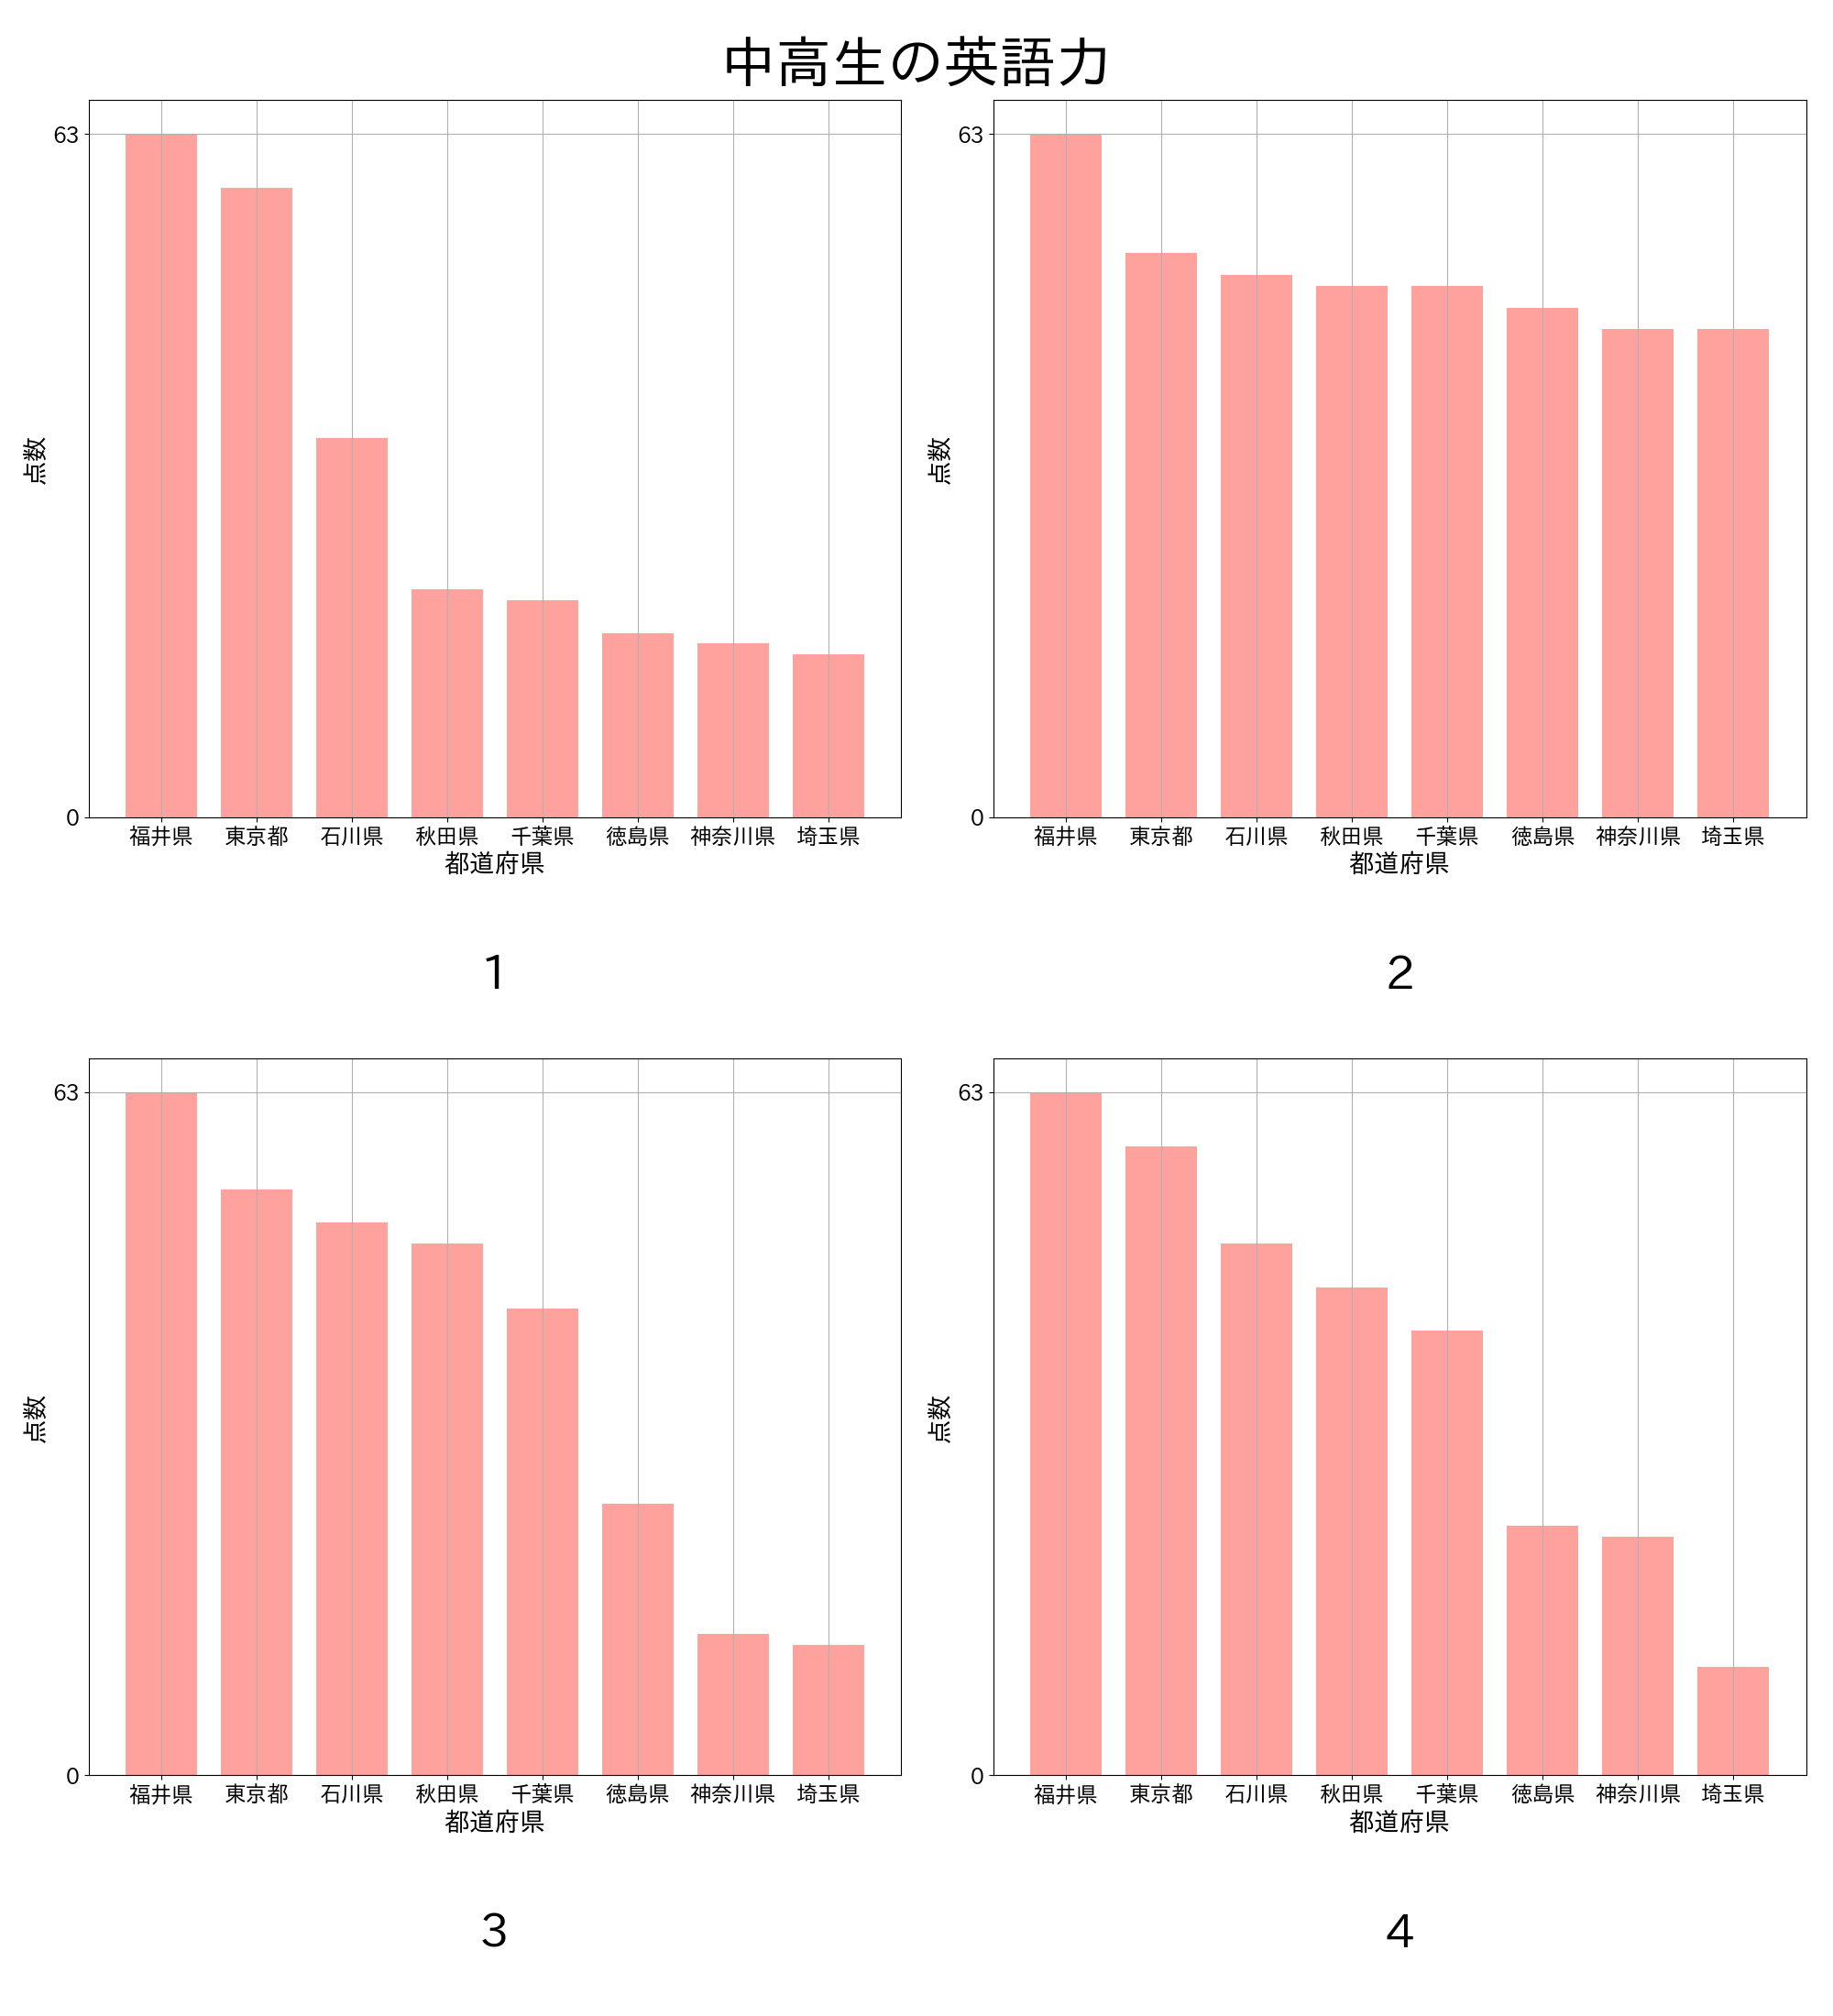 中高生の英語力
63
0
点数
福井県 東京都 石川県 秋田県 千葉県 徳島県 神奈川県 埼玉県
都道府県
1
63
0
点数
福井県 東京都 石川県 秋田県 千葉県 徳島県 神奈川県 埼玉県
都道府県
2
63
0
点数
福井県 東京都 石川県 秋田県 千葉県 徳島県 神奈川県 埼玉県
都道府県
3
63
0
点数
福井県 東京都 石川県 秋田県 千葉県 徳島県 神奈川県 埼玉県
都道府県
4